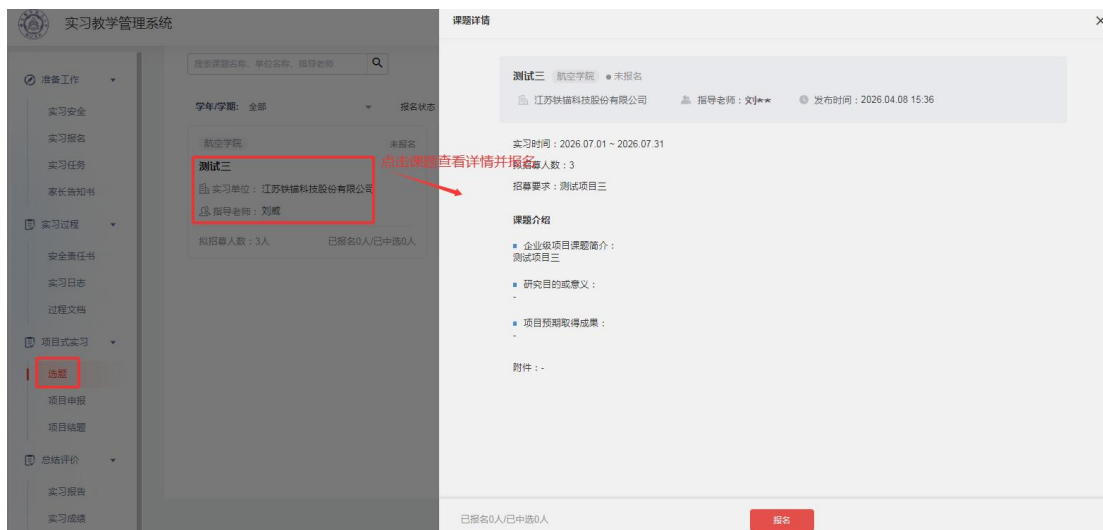 实习教学管理系统
搜索课题名称、单位名称、指导老师
准备工作
实习安全
实习报名
实习任务
家长告知书
实习过程
安全责任书
实习日志
过程文档
项目式实习
选题
项目申报
项目结题
总结评价
实习报告
实习成绩
学年/学期: 全部
报名状态
航空学院
未报名
测试三
实习单位: 江苏铁锚科技股份有限公司
指导老师: 刘威
拟招募人数: 3人
已报名0人/已中选0人
点击课题查看详情并报名
课题详情
测试三 航空学院 未报名
江苏铁锚科技股份有限公司 指导老师: 刘** 发布时间: 2026.04.08 15:36
实习时间: 2026.07.01 ~ 2026.07.31
募人数: 3
招募要求: 测试项目三
课题介绍
企业级项目课题简介:
测试项目三
研究目的或意义:
-
项目预期取得成果:
-
附件: -
已报名0人/已中选0人
报名